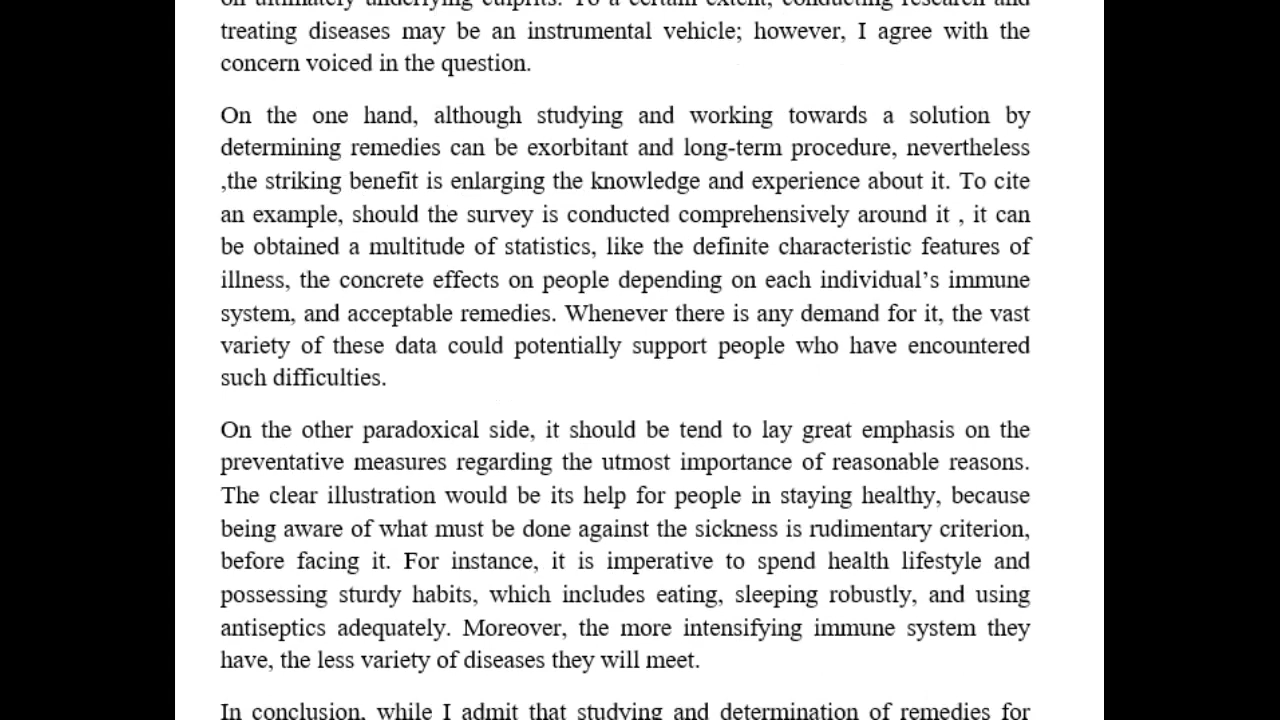 on ultimately underlying culprits. To a certain extent, conducting research and
treating diseases may be an instrumental vehicle; however, I agree with the
concern voiced in the question.
On the one hand, although studying and working towards a solution by
determining remedies can be exorbitant and long-term procedure, nevertheless
,the striking benefit is enlarging the knowledge and experience about it. To cite
an example, should the survey is conducted comprehensively around it , it can
be obtained a multitude of statistics, like the definite characteristic features of
illness, the concrete effects on people depending on each individual’s immune
system, and acceptable remedies. Whenever there is any demand for it, the vast
variety of these data could potentially support people who have encountered
such difficulties.
On the other paradoxical side, it should be tend to lay great emphasis on the
preventative measures regarding the utmost importance of reasonable reasons.
The clear illustration would be its help for people in staying healthy, because
being aware of what must be done against the sickness is rudimentary criterion,
before facing it. For instance, it is imperative to spend health lifestyle and
possessing sturdy habits, which includes eating, sleeping robustly, and using
antiseptics adequately. Moreover, the more intensifying immune system they
have, the less variety of diseases they will meet.
In conclusion, while I admit that studying and determination of remedies for